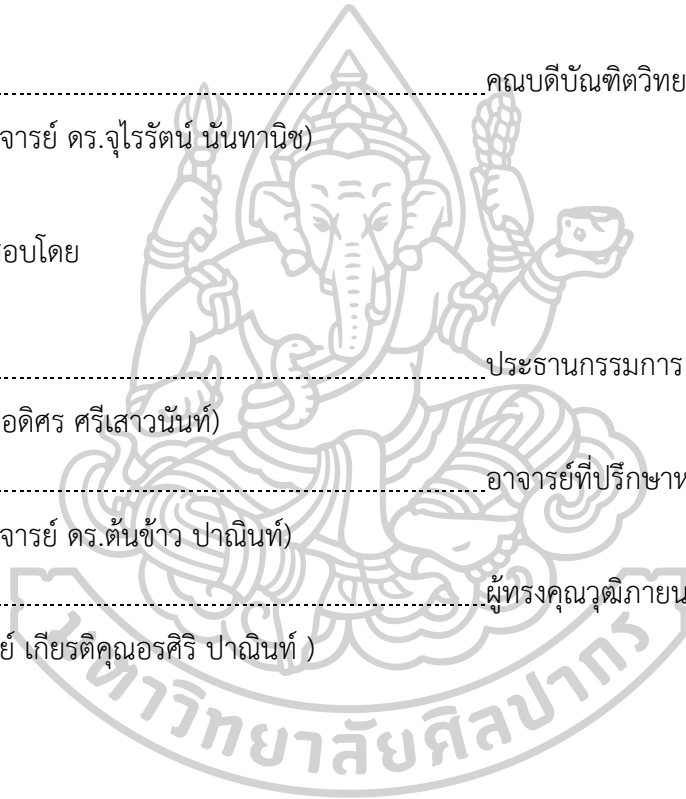 คณบดีบัณฑิตวิทย
จารย์ ดร.จุไรรัตน์ นันทานิช)
อบโดย
ประธานกรรมการ
อดิศร ศรีเสาวนันท์)
อาจารย์ที่ปรึกษาห
จารย์ ดร.ต้นข้าว ปาณินท์)
ผู้ทรงคุณวุฒิภายน
ย์ เกียรติคุณอรศิริ ปาณินท์ )
มหาวิทยาลัยศิลปากร